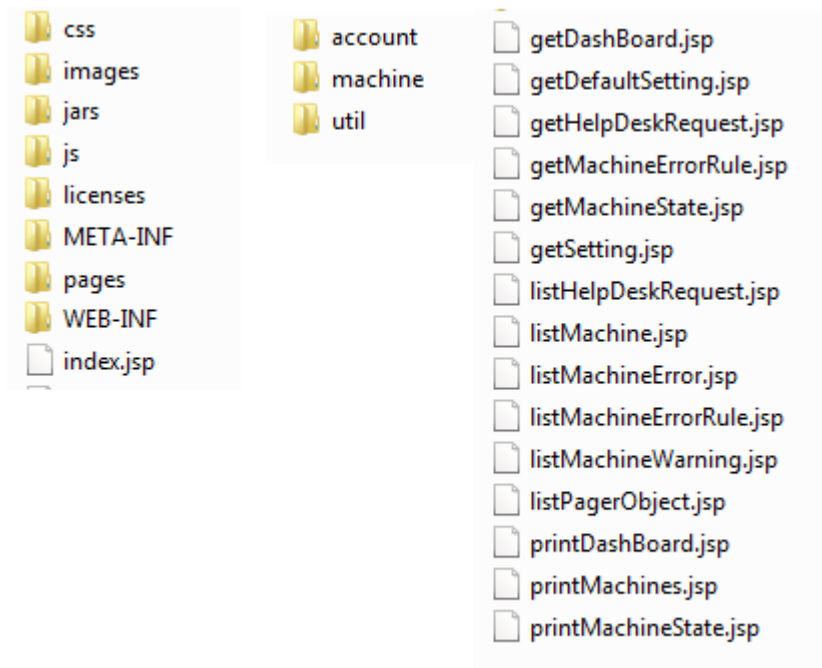 css
images
jars
js
licenses
META-INF
pages
WEB-INF
index.jsp
account
machine
util
getDashBoard.jsp
getDefaultSetting.jsp
getHelpDeskRequest.jsp
getMachineErrorRule.jsp
getMachineState.jsp
getSetting.jsp
listHelpDeskRequest.jsp
listMachine.jsp
listMachineError.jsp
listMachineErrorRule.jsp
listMachineWarning.jsp
listPagerObject.jsp
printDashBoard.jsp
printMachines.jsp
printMachineState.jsp